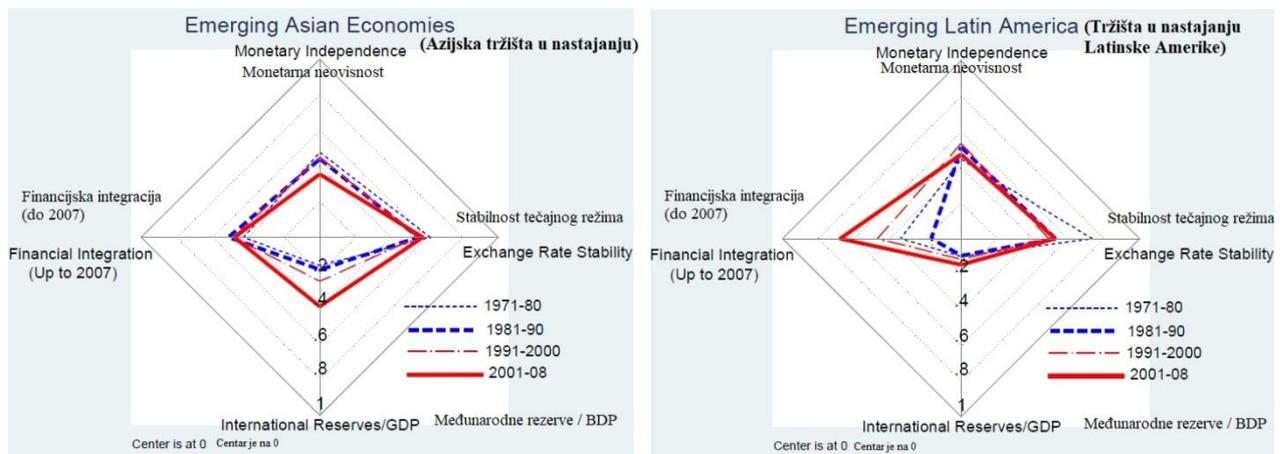 Emerging Asian Economies
(Azijska tržišta u nastajanju)
Monetary Independence
Monetarna neovisnost
Financijska integracija
(do 2007)
Financial Integration
(Up to 2007)
Stabilnost tečajnog režima
Exchange Rate Stability
.2
.4
.6
.8
1
1971-80
1981-90
1991-2000
2001-08
International Reserves/GDP
Međunarodne rezerve / BDP
Center is at 0 Centar je na 0
Emerging Latin America (Tržišta u nastajanju
Latinske Amerike)
Monetary Independence
Monetarna neovisnost
Financijska integracija
(do 2007)
Financial Integration
(Up to 2007)
Stabilnost tečajnog režima
Exchange Rate Stability
.2
.4
.6
.8
1
1971-80
1981-90
1991-2000
2001-08
International Reserves/GDP
Međunarodne rezerve / BDP
Center is at 0 Centar je na 0